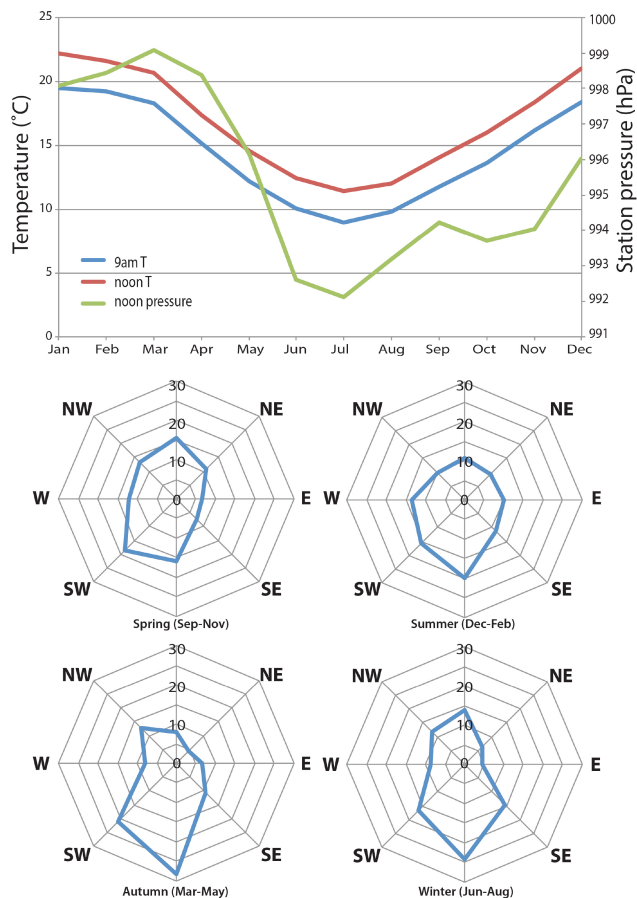 25
20
15
10
5
0
Temperature (˚C)
1000
999
998
997
996
995
994
993
992
991
Station pressure (hPa)
9am T
noon T
noon pressure
Jan Feb Mar Apr May Jun Jul Aug Sep Oct Nov Dec
30
20
10
0
NW NE
W E
SW SE
Spring (Sep-Nov)
30
20
10
0
NW NE
W E
SW SE
Summer (Dec-Feb)
30
20
10
0
NW NE
W E
SW SE
Autumn (Mar-May)
30
20
10
0
NW NE
W E
SW SE
Winter (Jun-Aug)